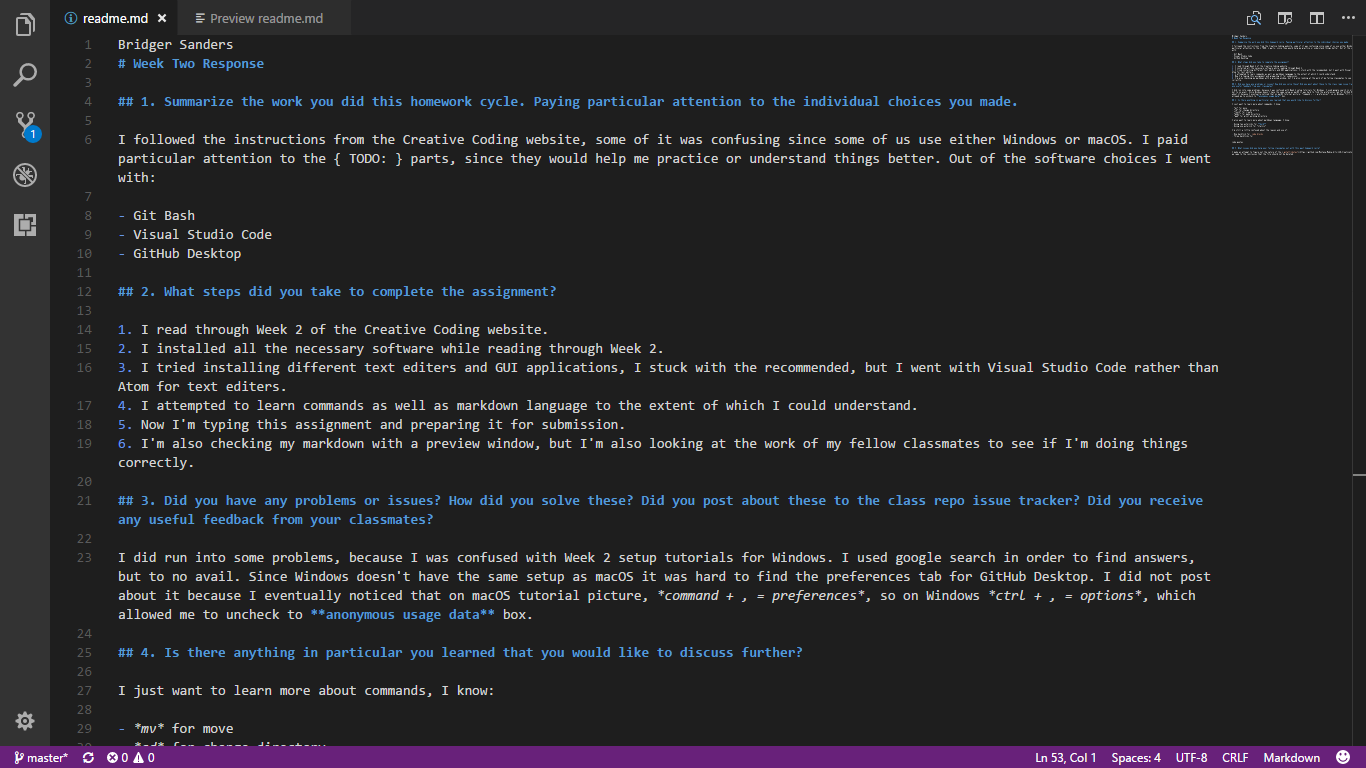 readme.md
Preview readme.md
1 Bridger Sanders
2 # Week Two Response
3
4 ## 1. Summarize the work you did this homework cycle. Paying particular attention to the individual choices you made.
5
6 I followed the instructions from the Creative Coding website, some of it was confusing since some of us use either Windows or macOS. I paid
particular attention to the { TODO: } parts, since they would help me practice or understand things better. Out of the software choices I went
with:
7
8 - Git Bash
9 - Visual Studio Code
10 - GitHub Desktop
11
12 ## 2. What steps did you take to complete the assignment?
13
14 1. I read through Week 2 of the Creative Coding website.
15 2. I installed all the necessary software while reading through Week 2.
16 3. I tried installing different text editors and GUI applications, I stuck with the recommended, but I went with Visual Studio Code rather than
Atom for text editors.
17 4. I attempted to learn commands as well as markdown language to the extent of which I could understand.
18 5. Now I'm typing this assignment and preparing it for submission.
19 6. I'm also checking my markdown with a preview window, but I'm also looking at the work of my fellow classmates to see if I'm doing things
correctly.
20
21 ## 3. Did you have any problems or issues? How did you solve these? Did you post about these to the class repo issue tracker? Did you receive
any useful feedback from your classmates?
22
23 I did run into some problems, because I was confused with Week 2 setup tutorials for Windows. I used google search in order to find answers,
but to no avail. Since Windows doesn't have the same setup as macOS it was hard to find the preferences tab for GitHub Desktop. I did not post
about it because I eventually noticed that on macOS tutorial picture, *command + , = preferences*, so on Windows *ctrl + , = options*, which
allowed me to uncheck to **anonymous usage data** box.
24
25 ## 4. Is there anything in particular you learned that you would like to discuss further?
26
27 I just want to learn more about commands, I know:
28
29 - *mv* for move
30 - *cd* for change directory
1
master* 0 0 Ln 53, Col 1 Spaces: 4 UTF-8 CRLF Markdown